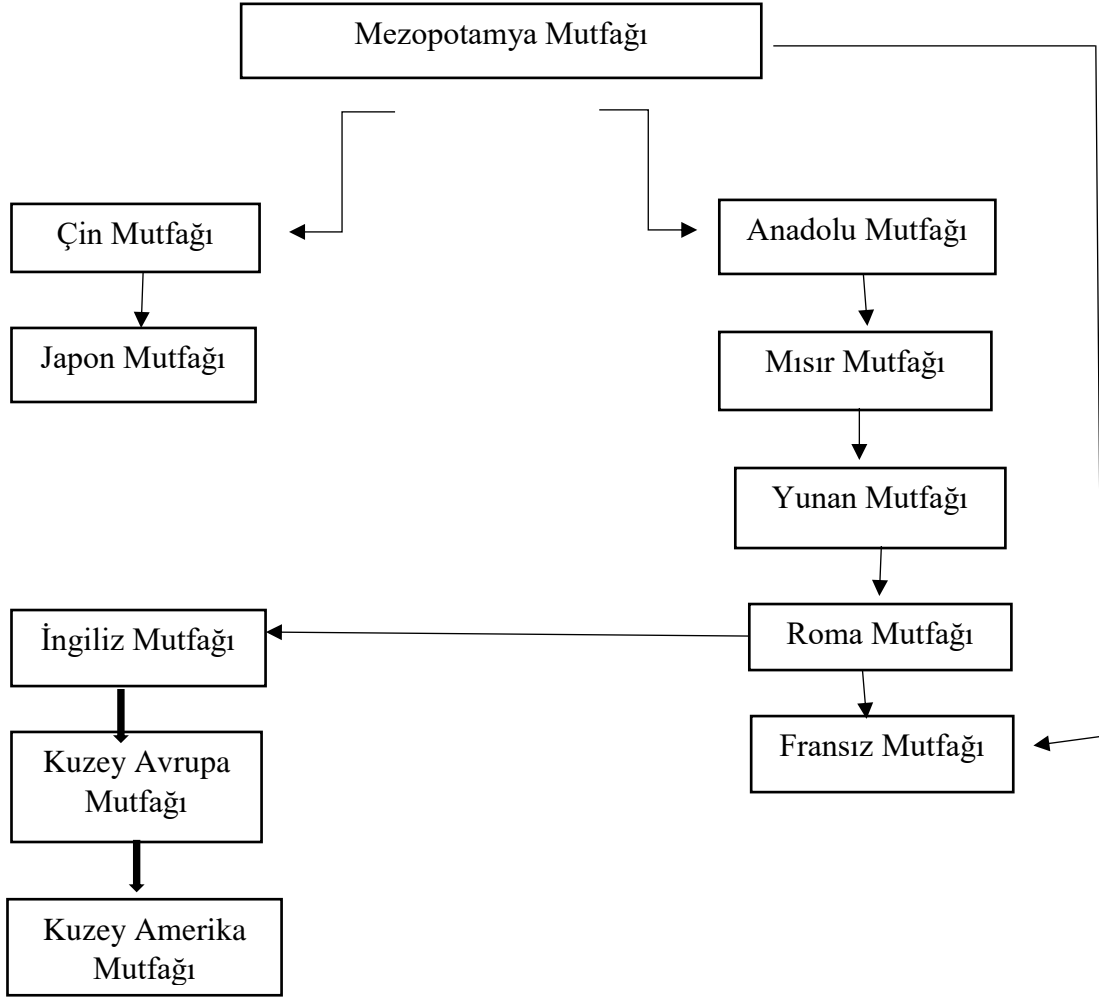 Mezopotamya Mutfağı
Çin Mutfağı
Anadolu Mutfağı
Japon Mutfağı
Mısır Mutfağı
Yunan Mutfağı
İngiliz Mutfağı
Roma Mutfağı
Kuzey Avrupa
Mutfağı
Fransız Mutfağı
Kuzey Amerika
Mutfağı